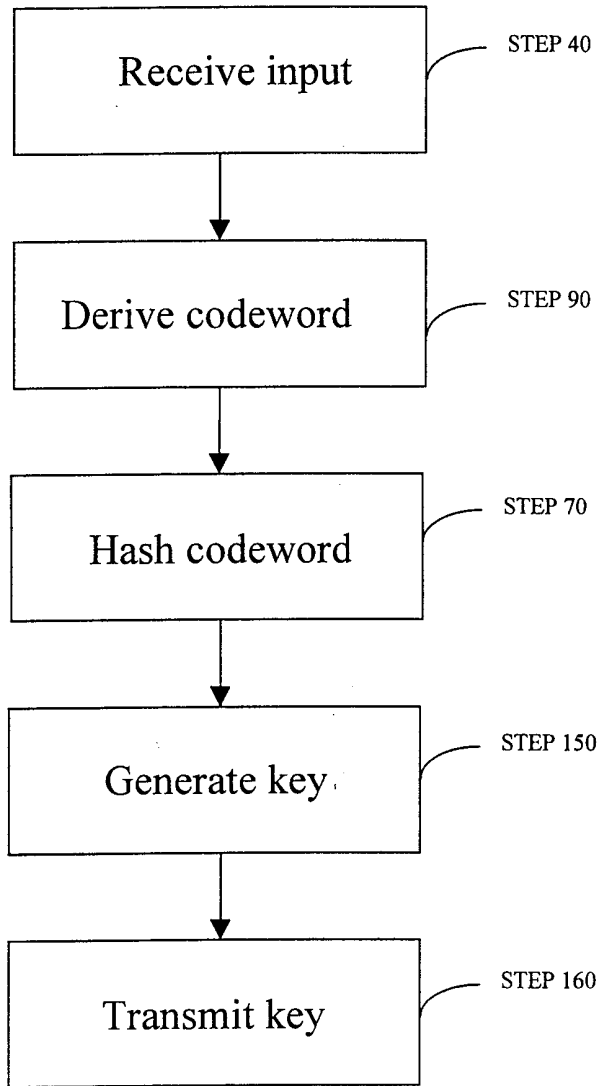 Receive input
STEP 40
Derive codeword
STEP 90
Hash codeword
STEP 70
Generate key
STEP 150
Transmit key
STEP 160